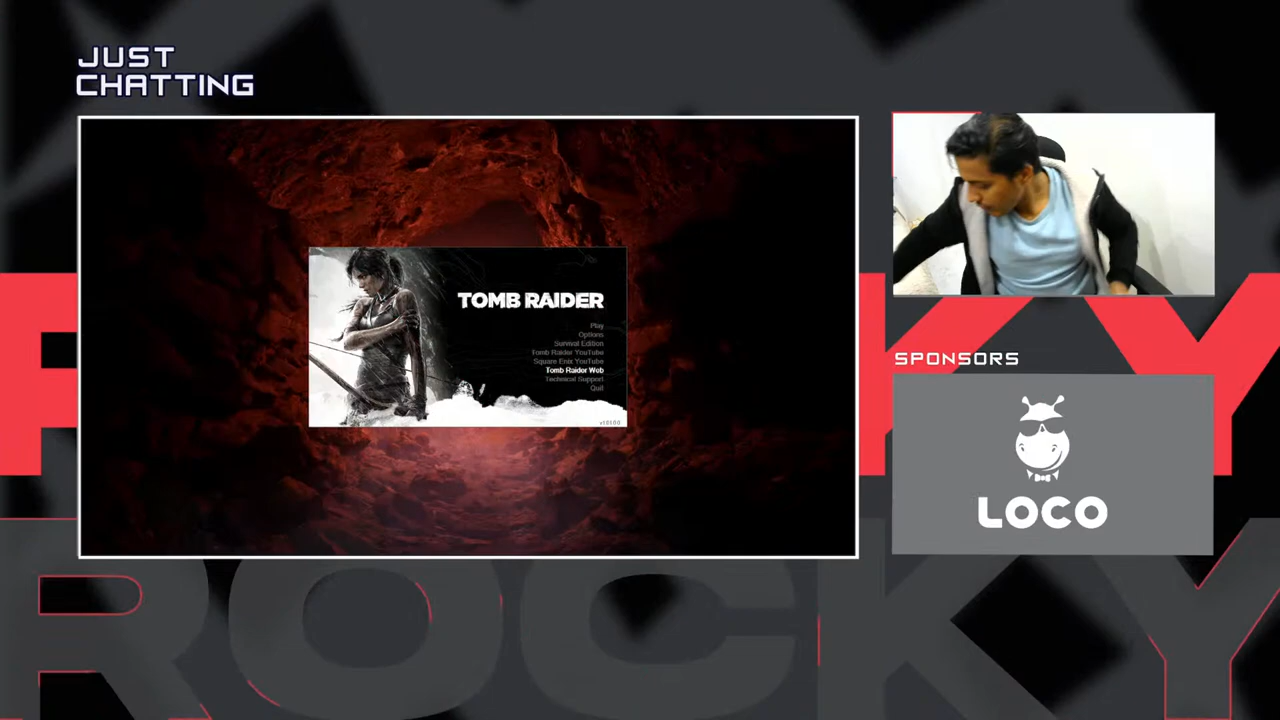 JUST
CHATTING
TOMB RAIDER
Play
Options
Survival Edition
Tomb Raider YouTube
Square Enix YouTube
Tomb Raider Web
Technical Support
Quit
SPONSORS
LOCO
ROCKY